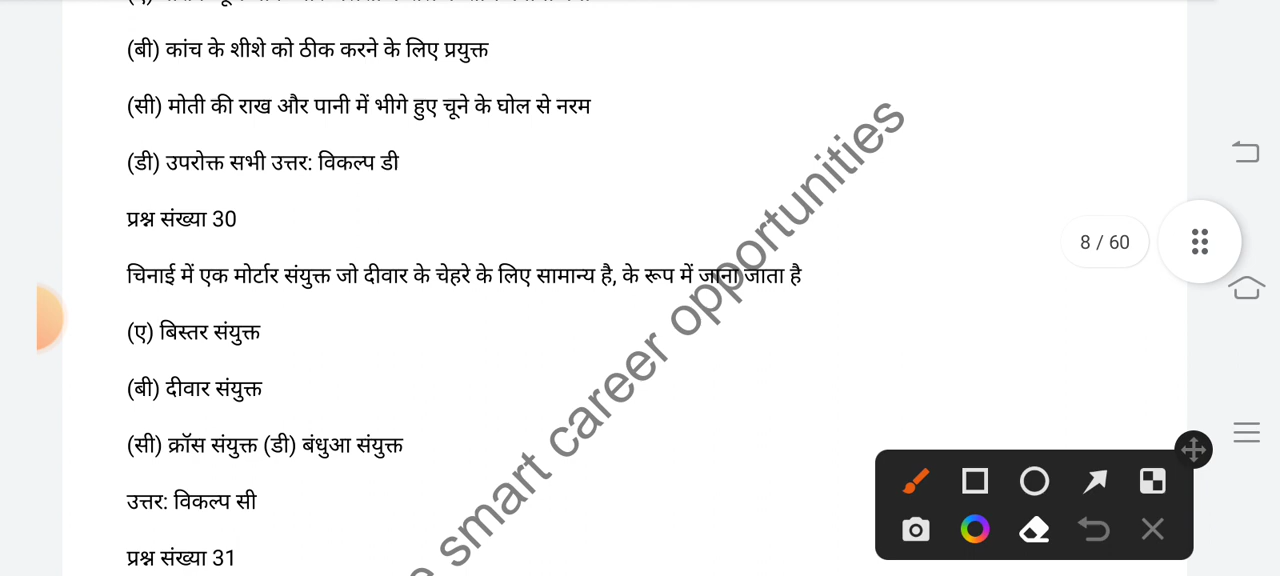 (बी) कांच के शीशे को ठीक करने के लिए प्रयुक्त
(सी) मोती की राख और पानी में भीगे हुए चूने के घोल से नरम
(डी) उपरोक्त सभी उत्तर: विकल्प डी
प्रश्न संख्या 30
8 / 60
चिनाई में एक मोर्टार संयुक्त जो दीवार के चेहरे के लिए सामान्य है, के रूप में जाना जाता है
(ए) बिस्तर संयुक्त
(बी) दीवार संयुक्त
(सी) क्रॉस संयुक्त (डी) बंधुआ संयुक्त
उत्तर: विकल्प सी
प्रश्न संख्या 31
smart career opportunities